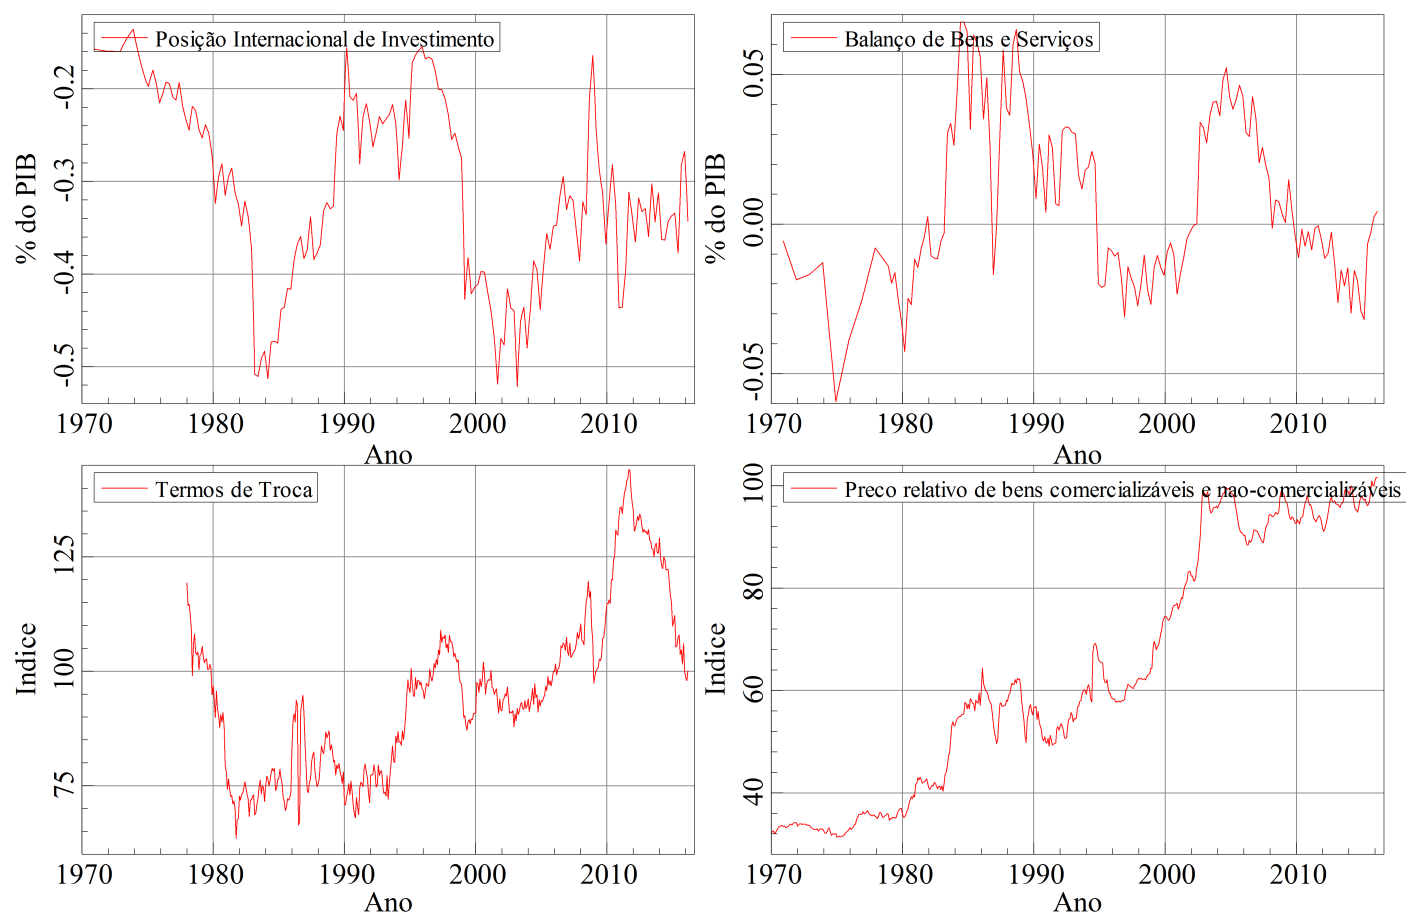 Posição Internacional de Investimento
% do PIB
-0.2
-0.3
-0.4
-0.5
1970 1980 1990 2000 2010
Ano
Balanço de Bens e Serviços
% do PIB
0.05
0.00
-0.05
1970 1980 1990 2000 2010
Ano
Termos de Troca
Indice
125
100
75
1970 1980 1990 2000 2010
Ano
Preco relativo de bens comercializáveis e nao-comercializáveis
Indice
100
80
60
40
1970 1980 1990 2000 2010
Ano